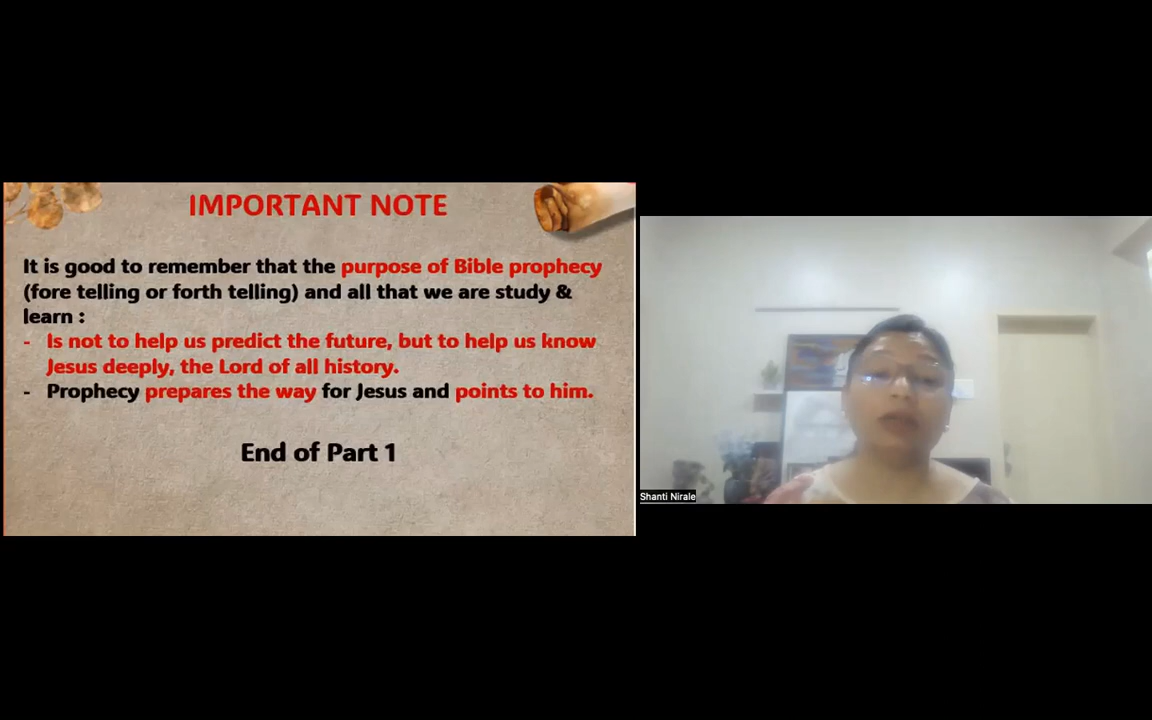 IMPORTANT NOTE
It is good to remember that the purpose of Bible prophecy
(fore telling or forth telling) and all that we are study &
learn :
- Is not to help us predict the future, but to help us know
Jesus deeply, the Lord of all history.
- Prophecy prepares the way for Jesus and points to him.
End of Part 1
Shanti Nirale